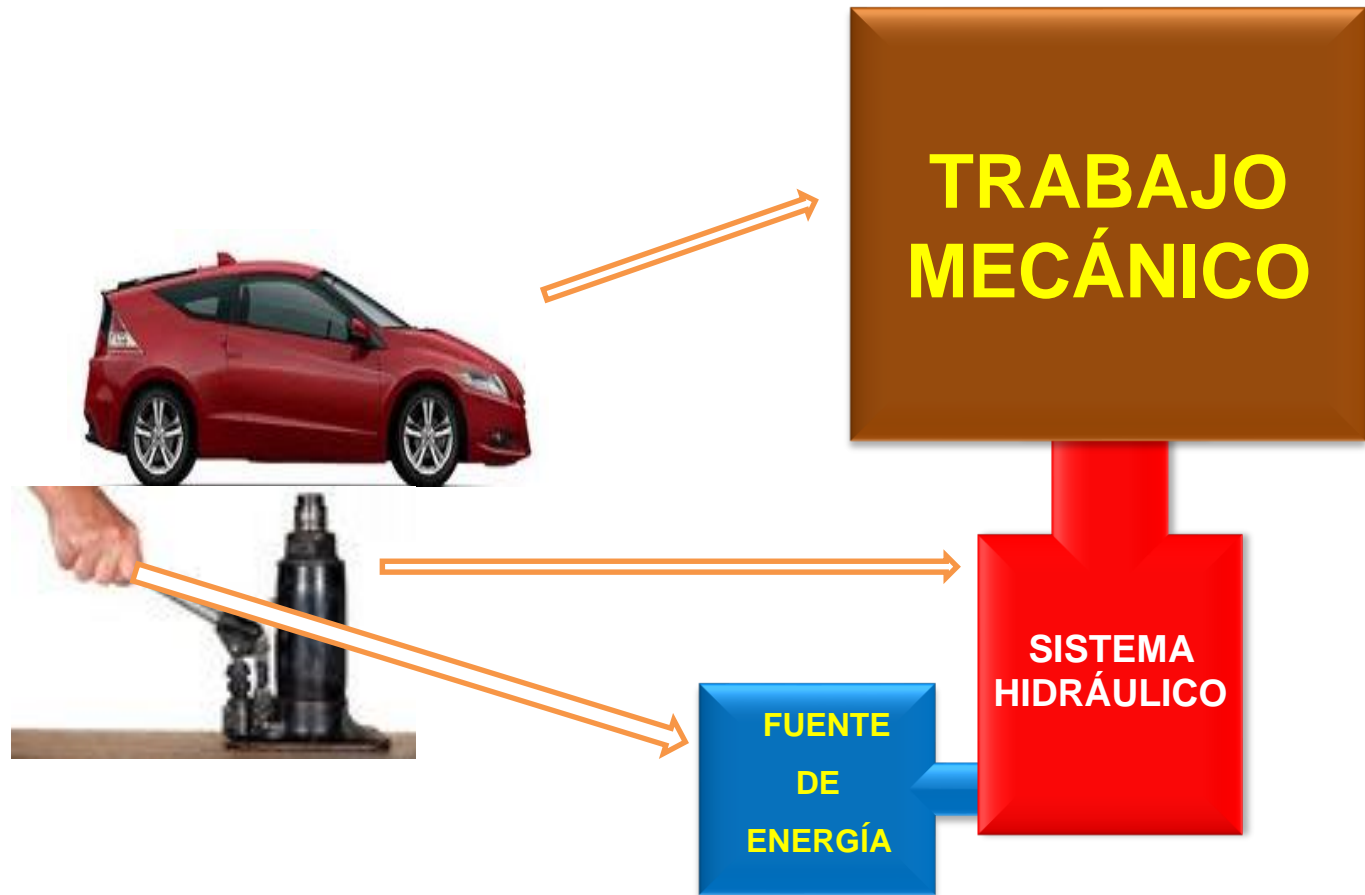 TRABAJO
MECÁNICO
SISTEMA
HIDRÁULICO
FUENTE
DE
ENERGÍA